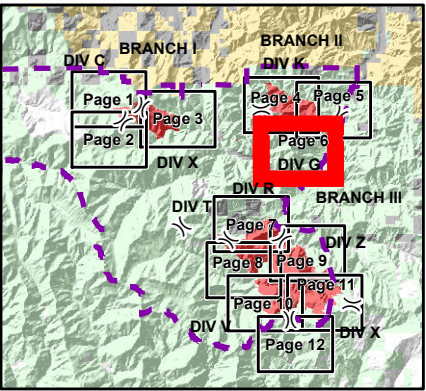 BRANCH I
BRANCH II
DIV C
DIV K
Page 1
Page 4
Page 5
Page 3
Page 2
Page 6
DIV X
DIV G
DIV R
BRANCH III
DIV T
Page 7
DIV Z
Page 8
Page 9
Page 11
Page 10
DIV V
DIV X
Page 12